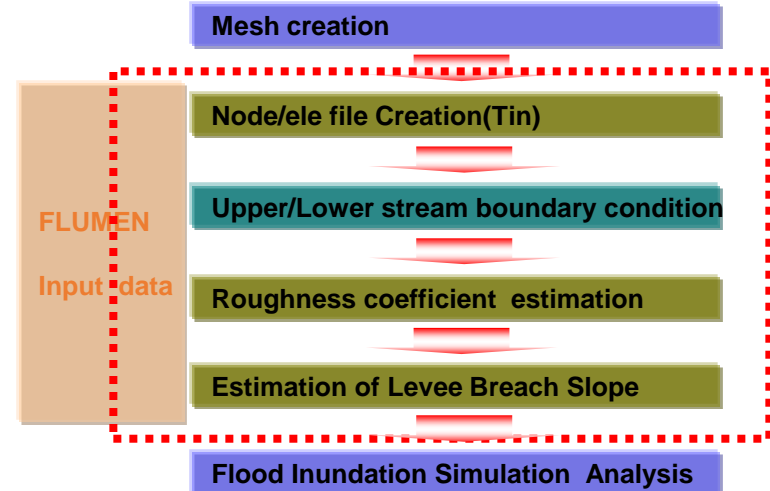 Mesh creation
Node/ele file Creation(Tin)
Upper/Lower stream boundary condition
FLUMEN
Input data
Roughness coefficient estimation
Estimation of Levee Breach Slope
Flood Inundation Simulation Analysis